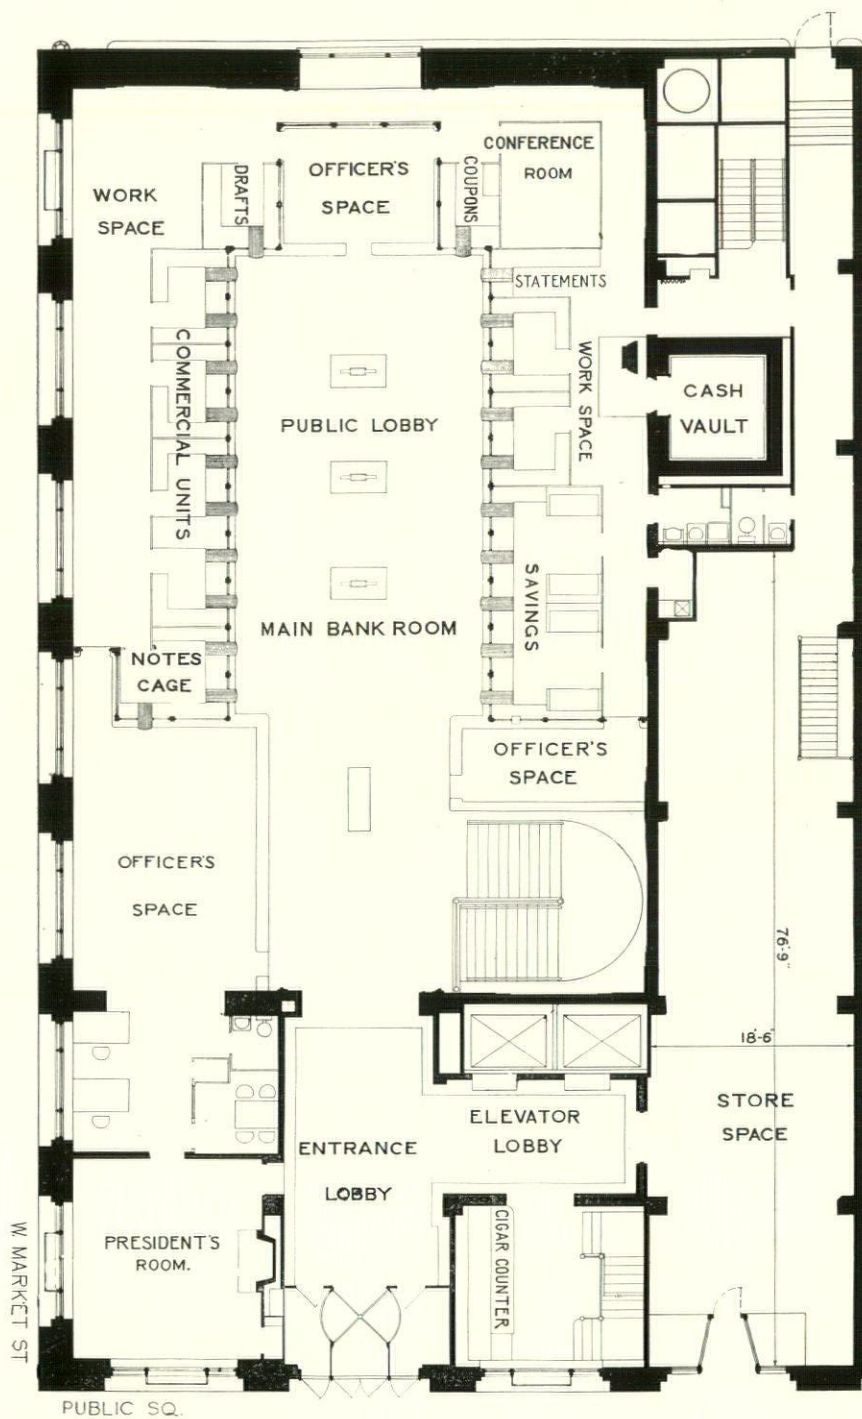 CONFERENCE
ROOM
OFFICER'S
SPACE
DRAFTS
COUPONS
WORK
SPACE
STATEMENTS
COMMERCIAL UNITS
WORK SPACE
CASH
VAULT
PUBLIC LOBBY
SAVINGS
MAIN BANK ROOM
NOTES
CAGE
OFFICER'S
SPACE
OFFICER'S
SPACE
76'-9"
18'-6"
STORE
SPACE
ELEVATOR
LOBBY
ENTRANCE
LOBBY
PRESIDENT'S
ROOM.
CIGAR COUNTER
W. MARKET ST
PUBLIC SQ.